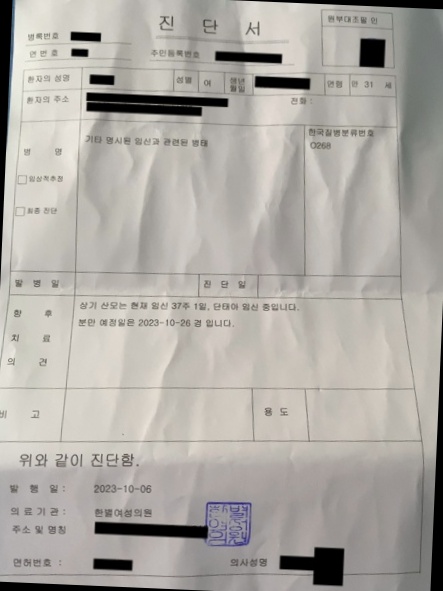 진 단 서
원부대조필 인
병록번호
연 번 호
주민등록번호
환자의 성명
성별 여
생년월일
연령 만 31 세
환자의 주소
전화 :
병 명
기타 명시된 임신과 관련된 병태
한국질병분류번호
O268
임상적추정
최종 진단
발 병 일
진 단 일
향 후
치 료
의 견
상기 산모는 현재 임신 37주 1일, 단태아 임신 중입니다.
분만 예정일은 2023-10-26 경 입니다.
비 고
용 도
위와 같이 진단함.
발 행 일 : 2023-10-06
의 료 기 관 : 한별여성의원
주소 및 명칭
면허번호 :
의사성명